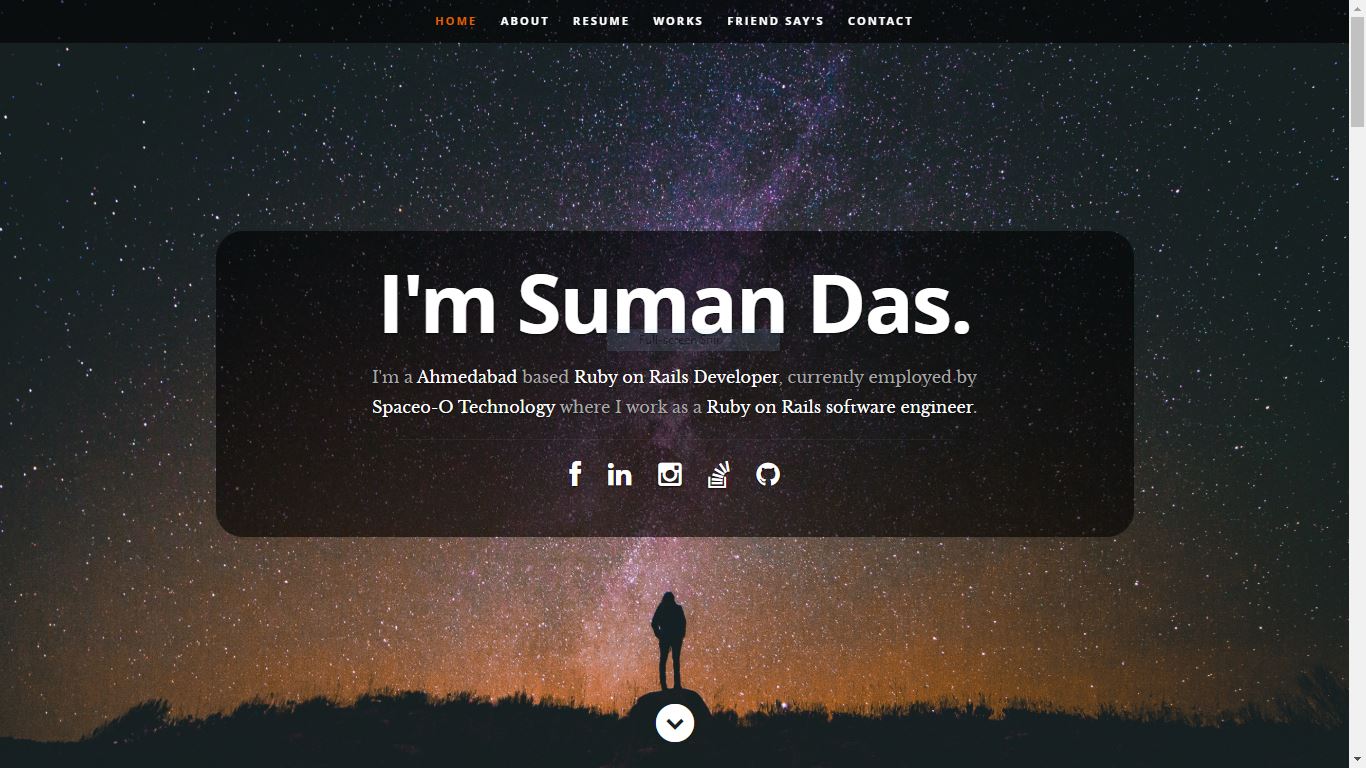 HOME ABOUT RESUME WORKS FRIEND SAY'S CONTACT
I'm Suman Das.
Full-screen Snip
I'm a Ahmedabad based Ruby on Rails Developer, currently employed by
Spaceo-O Technology where I work as a Ruby on Rails software engineer.